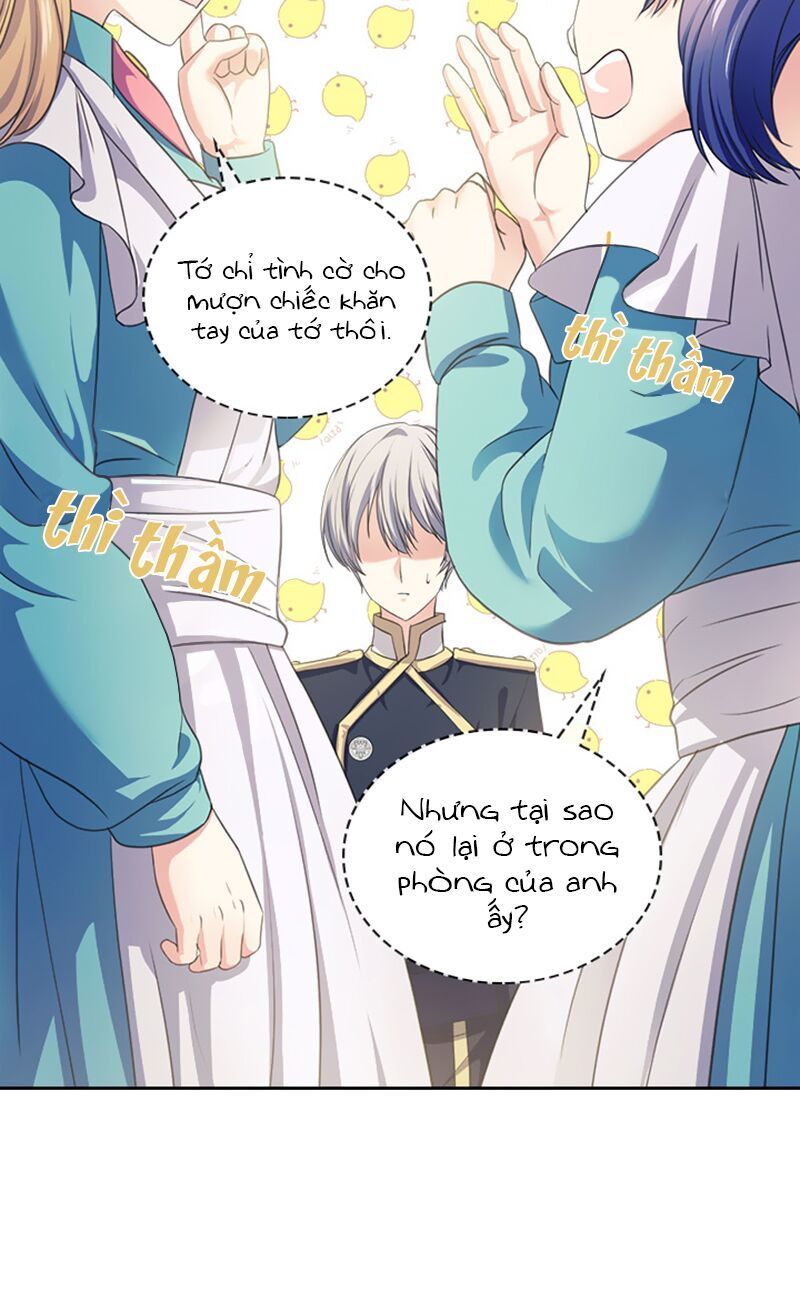 Tớ chỉ tình cờ cho
mượn chiếc khăn
tay của tớ thôi.
thì thầm
thì thầm
Nhưng tại sao
nó lại ở trong
phòng của anh
ấy?